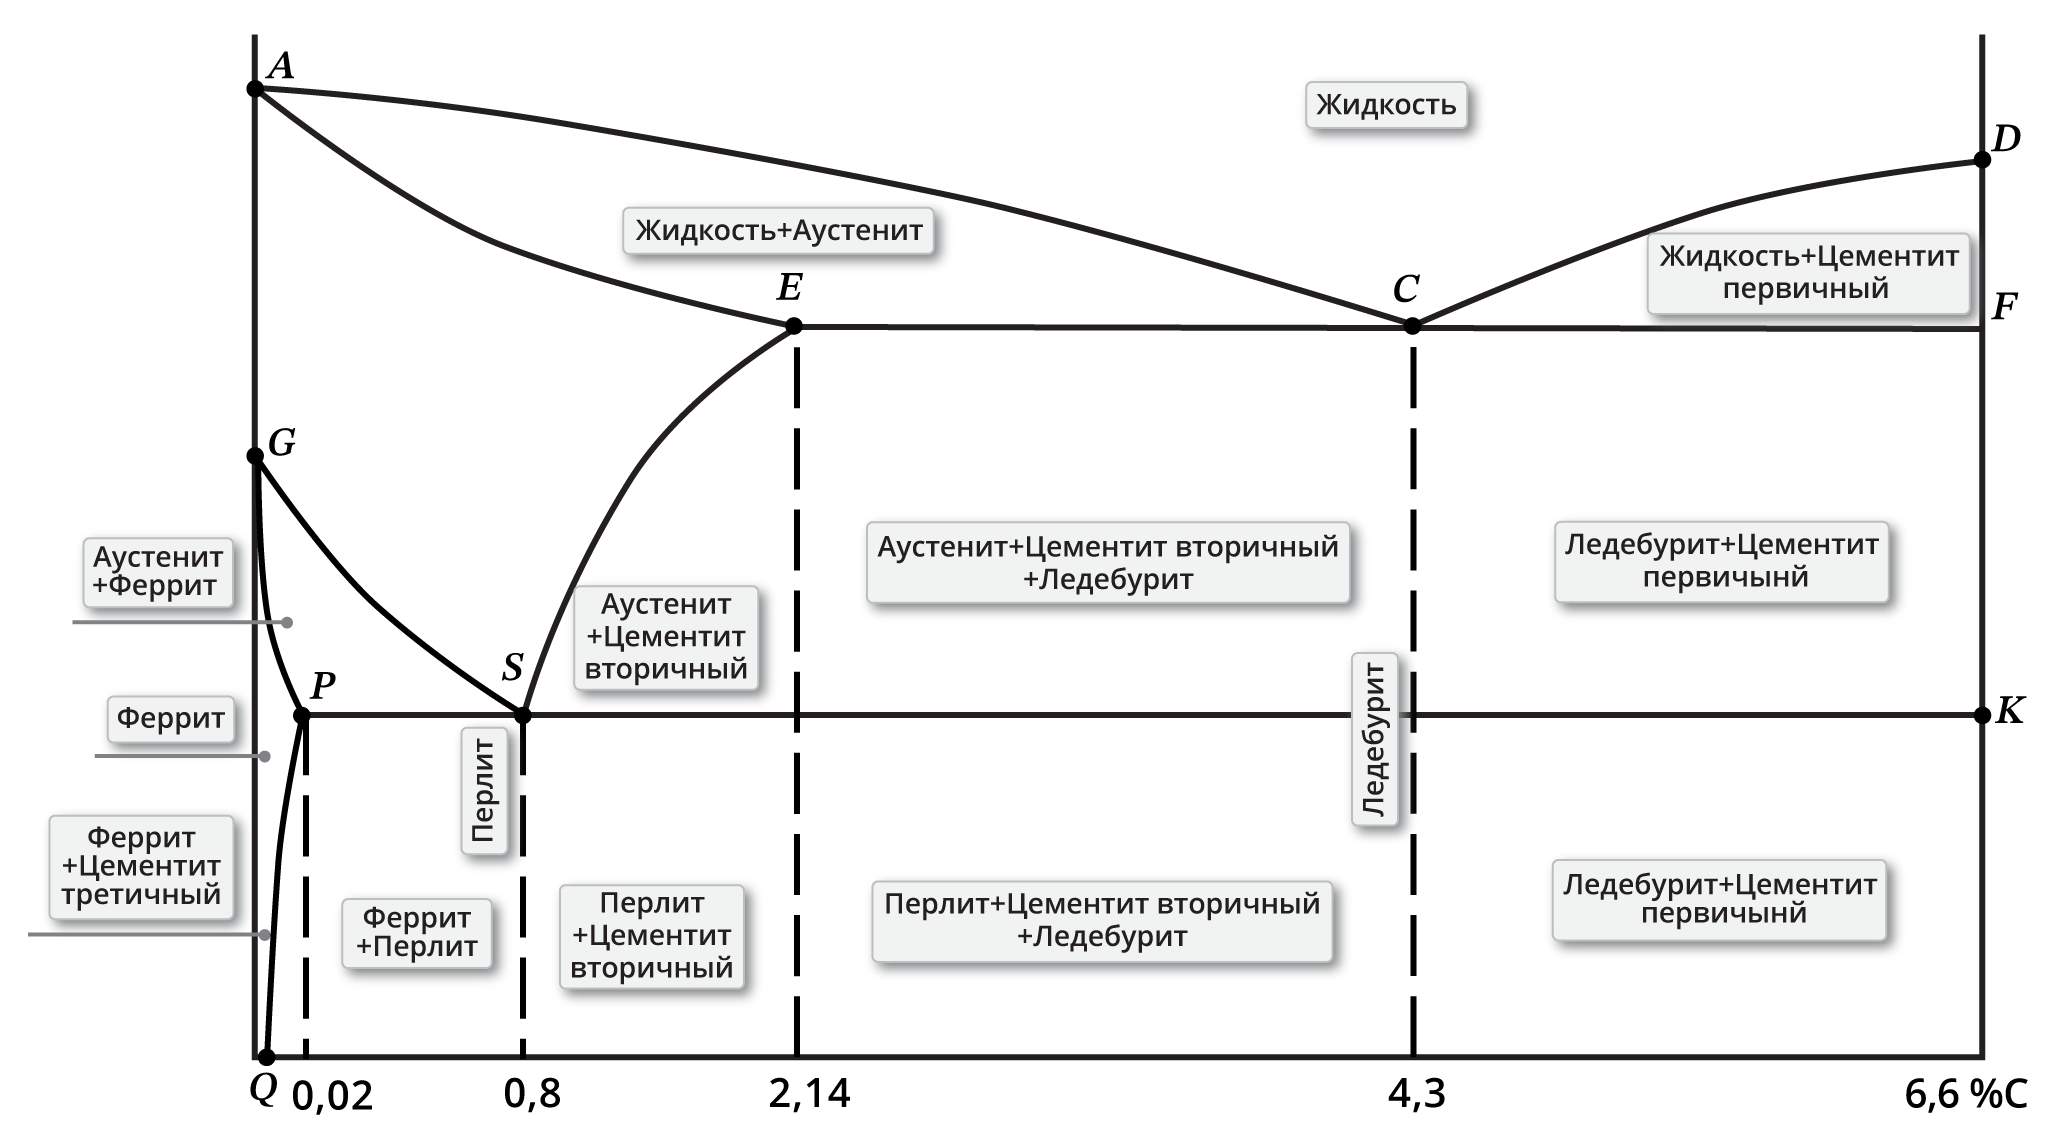 A
Жидкость
D
Жидкость+Аустенит
Жидкость+Цементит
первичный
E
C
F
G
Аустенит
+Феррит
Аустенит
+Цементит
вторичный
Аустенит+Цементит вторичный
+Ледебурит
Ледебурит+Цементит
первичынй
P
S
K
Феррит
Перлит
Ледебурит
Феррит
+Цементит
третичный
Феррит
+Перлит
Перлит
+Цементит
вторичный
Перлит+Цементит вторичный
+Ледебурит
Ледебурит+Цементит
первичынй
Q
0,02
0,8
2,14
4,3
6,6 %C